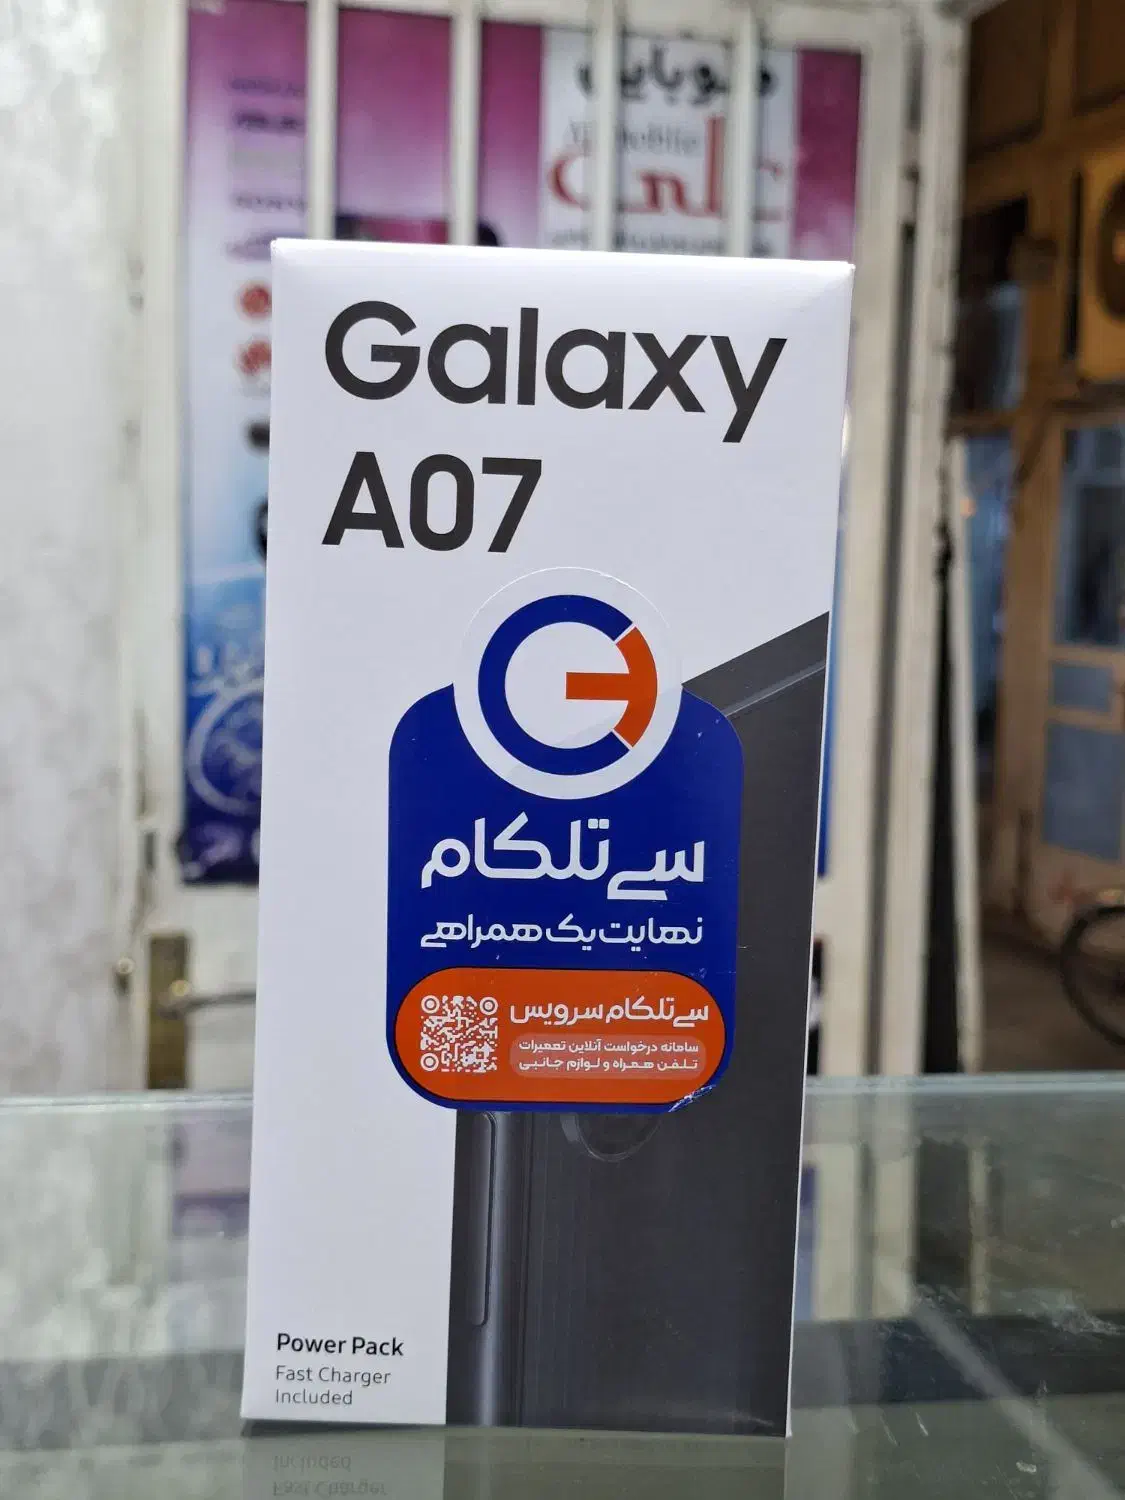 موبایل
Galaxy
A07
سی‌تلکام
نهایت یک همراهی
سی‌تلکام سرویس
سامانه درخواست آنلاین تعمیرات
تلفن همراه و لوازم جانبی
Power Pack
Fast Charger
Included